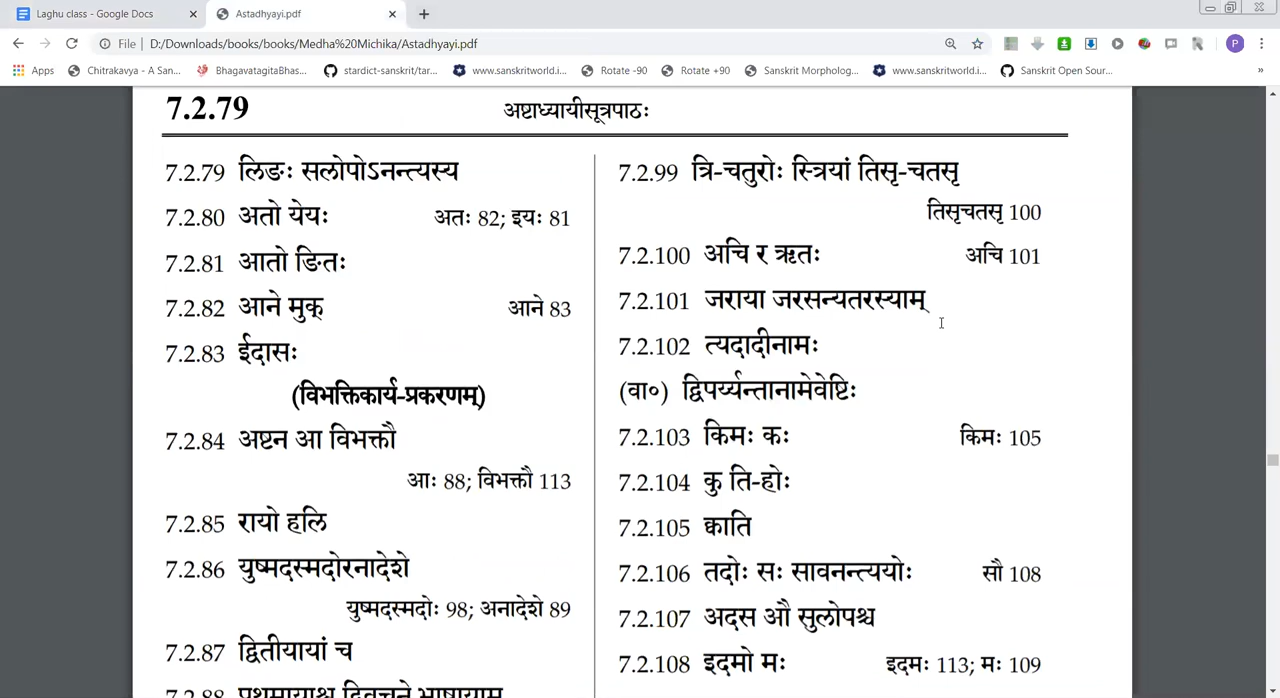 Laghu class - Google Docs
Astadhyayi.pdf
File | D:/Downloads/books/books/Medha%20Michika/Astadhyayi.pdf
P
Apps
Chitrakavya - A San...
BhagavatagitaBhas...
stardict-sanskrit/tar...
www.sanskritworld.i...
Rotate -90
Rotate +90
Sanskrit Morpholog...
www.sanskritworld.i...
Sanskrit Open Sour...
»
7.2.79 अष्टाध्यायीसूत्रपाठः
7.2.79 लिङः सलोपोऽनन्त्यस्य
7.2.80 अतो येयः अतः 82; इयः 81
7.2.81 आतो ङितः
7.2.82 आने मुक् आने 83
7.2.83 ईदासः
(विभक्तिकार्य-प्रकरणम्)
7.2.84 अष्टन आ विभक्तौ
आः 88; विभक्तौ 113
7.2.85 रायो हलि
7.2.86 युष्मदस्मदोरनादेशे
युष्मदस्मदोः 98; अनादेशे 89
7.2.87 द्वितीयायां च
7.2.88 प्रथमायाश्च द्विवचने भाषायाम्
7.2.99 त्रि-चतुरोः स्त्रियां तिसृ-चतसृ
तिसृचतसृ 100
7.2.100 अचि र ऋतः अचि 101
7.2.101 जराया जरसन्यतरस्याम्
7.2.102 त्यदादीनामः
(वा०) द्विपर्य्यन्तानामेवेष्टिः
7.2.103 किमः कः किमः 105
7.2.104 कु ति-होः
7.2.105 क्वाति
7.2.106 तदोः सः सावनन्त्ययोः सौ 108
7.2.107 अदस औ सुलोपश्च
7.2.108 इदमो मः इदमः 113; मः 109